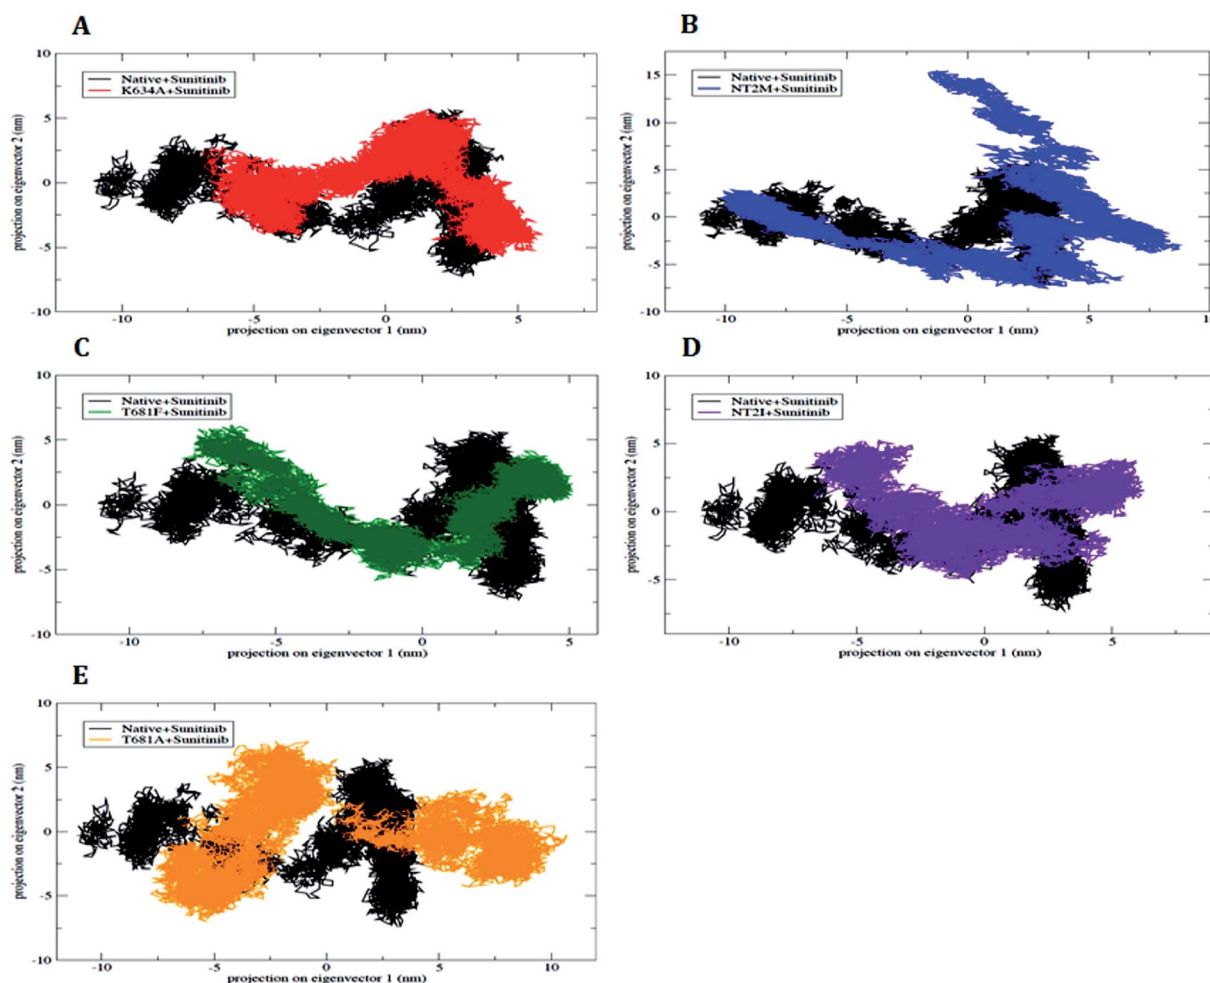 A
10
5
0
-5
-10
-10
-5
0
5
projection on eigenvector 2 (nm)
projection on eigenvector 1 (nm)
Native+Sunitinib
K634A+Sunitinib
B
15
10
5
0
-5
-10
-10
-5
0
5
10
projection on eigenvector 2 (nm)
projection on eigenvector 1 (nm)
Native+Sunitinib
NT2M+Sunitinib
C
10
5
0
-5
-10
-10
-5
0
5
projection on eigenvector 2 (nm)
projection on eigenvector 1 (nm)
Native+Sunitinib
T681F+Sunitinib
D
10
5
0
-5
-10
-5
0
5
projection on eigenvector 2 (nm)
projection on eigenvector 1 (nm)
Native+Sunitinib
NT2I+Sunitinib
E
10
5
0
-5
-10
-10
-5
0
5
10
projection on eigenvector 2 (nm)
projection on eigenvector 1 (nm)
Native+Sunitinib
T681A+Sunitinib